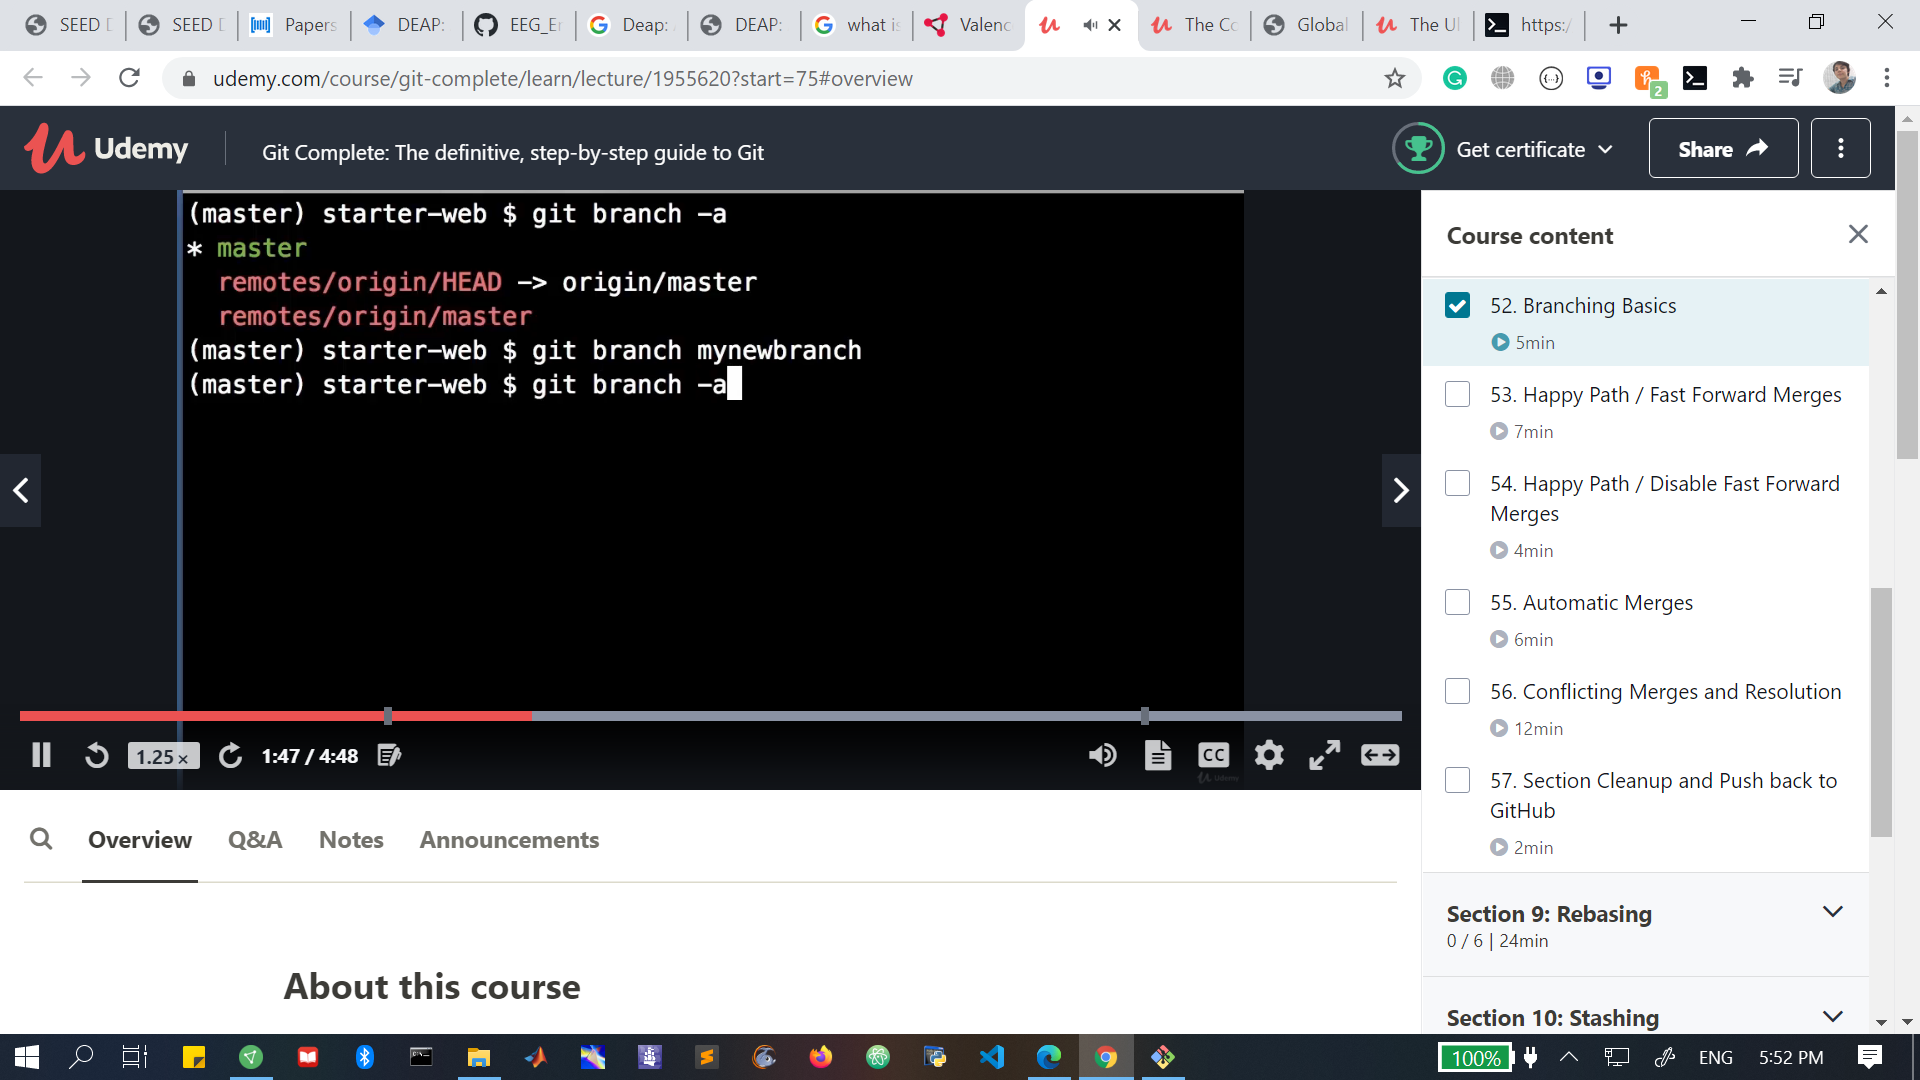 SEED D
SEED D
Papers
DEAP:
EEG_Er
Deap:
DEAP:
what is
Valenc
The Co
Global
The Ul
https:/
udemy.com/course/git-complete/learn/lecture/1955620?start=75#overview
2
Udemy
Git Complete: The definitive, step-by-step guide to Git
Get certificate
Share
(master) starter-web $ git branch -a
* master
remotes/origin/HEAD -> origin/master
remotes/origin/master
(master) starter-web $ git branch mynewbranch
(master) starter-web $ git branch -a
1.25×
1:47 / 4:48
CC
Udemy
Course content
52. Branching Basics
5min
53. Happy Path / Fast Forward Merges
7min
54. Happy Path / Disable Fast Forward
Merges
4min
55. Automatic Merges
6min
56. Conflicting Merges and Resolution
12min
57. Section Cleanup and Push back to
GitHub
2min
Section 9: Rebasing
0 / 6 | 24min
Section 10: Stashing
Overview
Q&A
Notes
Announcements
About this course
100%
ENG
5:52 PM